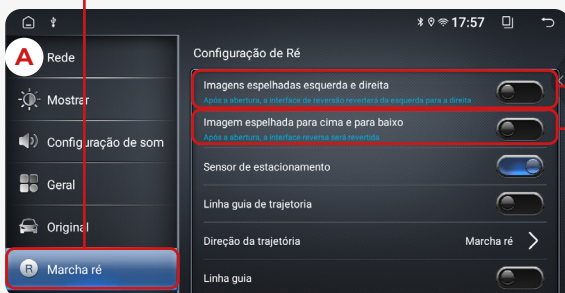 17:57
A
Rede
Mostrar
Configuração de som
Geral
Original
R Marcha ré
Configuração de Ré
Imagens espelhadas esquerda e direita
Após a abertura, a interface de reversão reverterá da esquerda para a direita
Imagem espelhada para cima e para baixo
Após a abertura, a interface reversa será revertida
Sensor de estacionamento
Linha guia de trajetoria
Direção da trajetória
Marcha ré
Linha guia